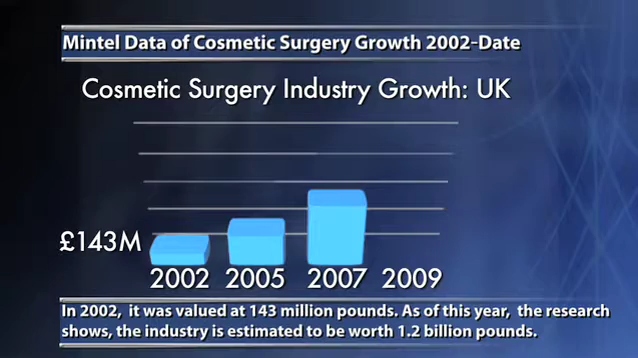 Mintel Data of Cosmetic Surgery Growth 2002-Date
Cosmetic Surgery Industry Growth: UK
£143M
2002 2005 2007 2009
In 2002, it was valued at 143 million pounds. As of this year, the research
shows, the industry is estimated to be worth 1.2 billion pounds.